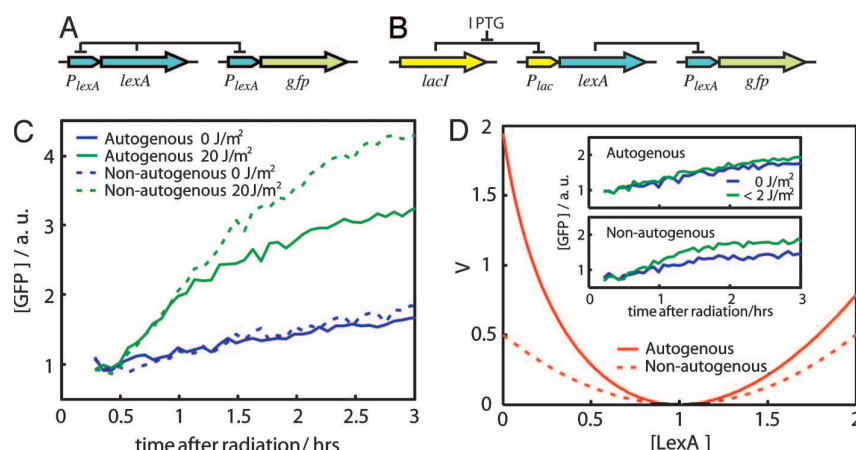 A
P_lexA lexA P_lexA gfp
B
IPTG
lacI P_lac lexA P_lexA gfp
C
Autogenous 0 J/m²
Autogenous 20 J/m²
Non-autogenous 0 J/m²
Non-autogenous 20J/m²
[GFP] / a. u.
4
3
2
1
0 0.5 1 1.5 2 2.5 3
time after radiation/ hrs
D
V
2
1.5
1
0.5
0
0 0.5 1 1.5 2
[LexA ]
Autogenous
Non-autogenous
[GFP] / a. u.
Autogenous
2
1
0 J/m²
< 2 J/m²
Non-autogenous
2
1
0 1 2 3
time after radiation/hrs